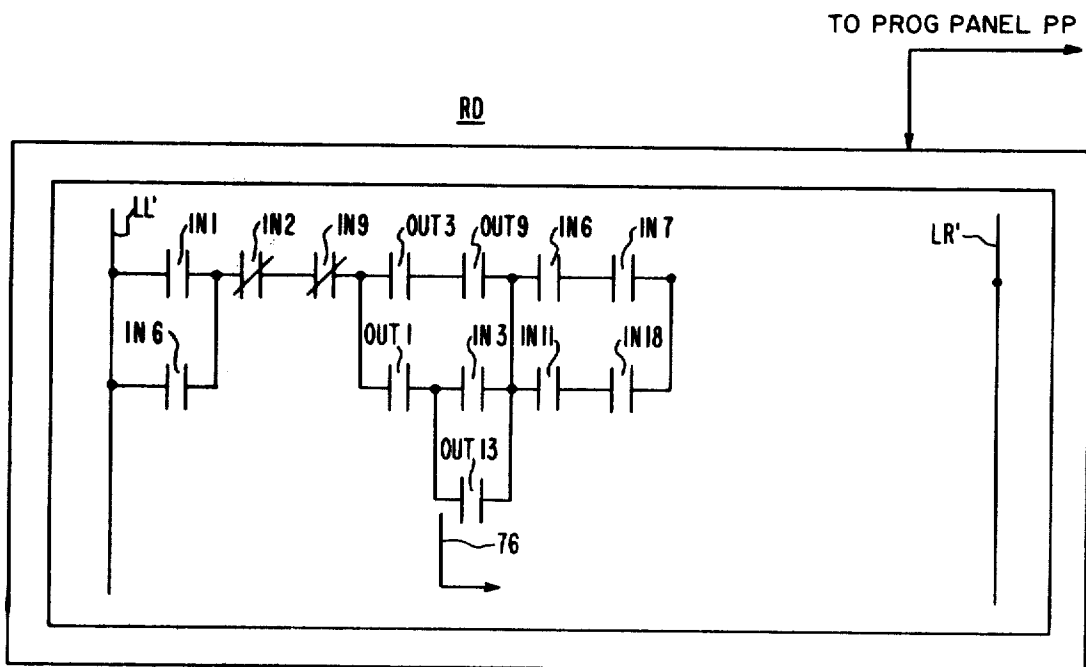 TO PROG PANEL PP
RD
LL' IN1 IN2 IN9 OUT3 OUT9 IN6 IN7 LR'
IN6 OUT1 IN3 IN11 IN18
OUT13
76